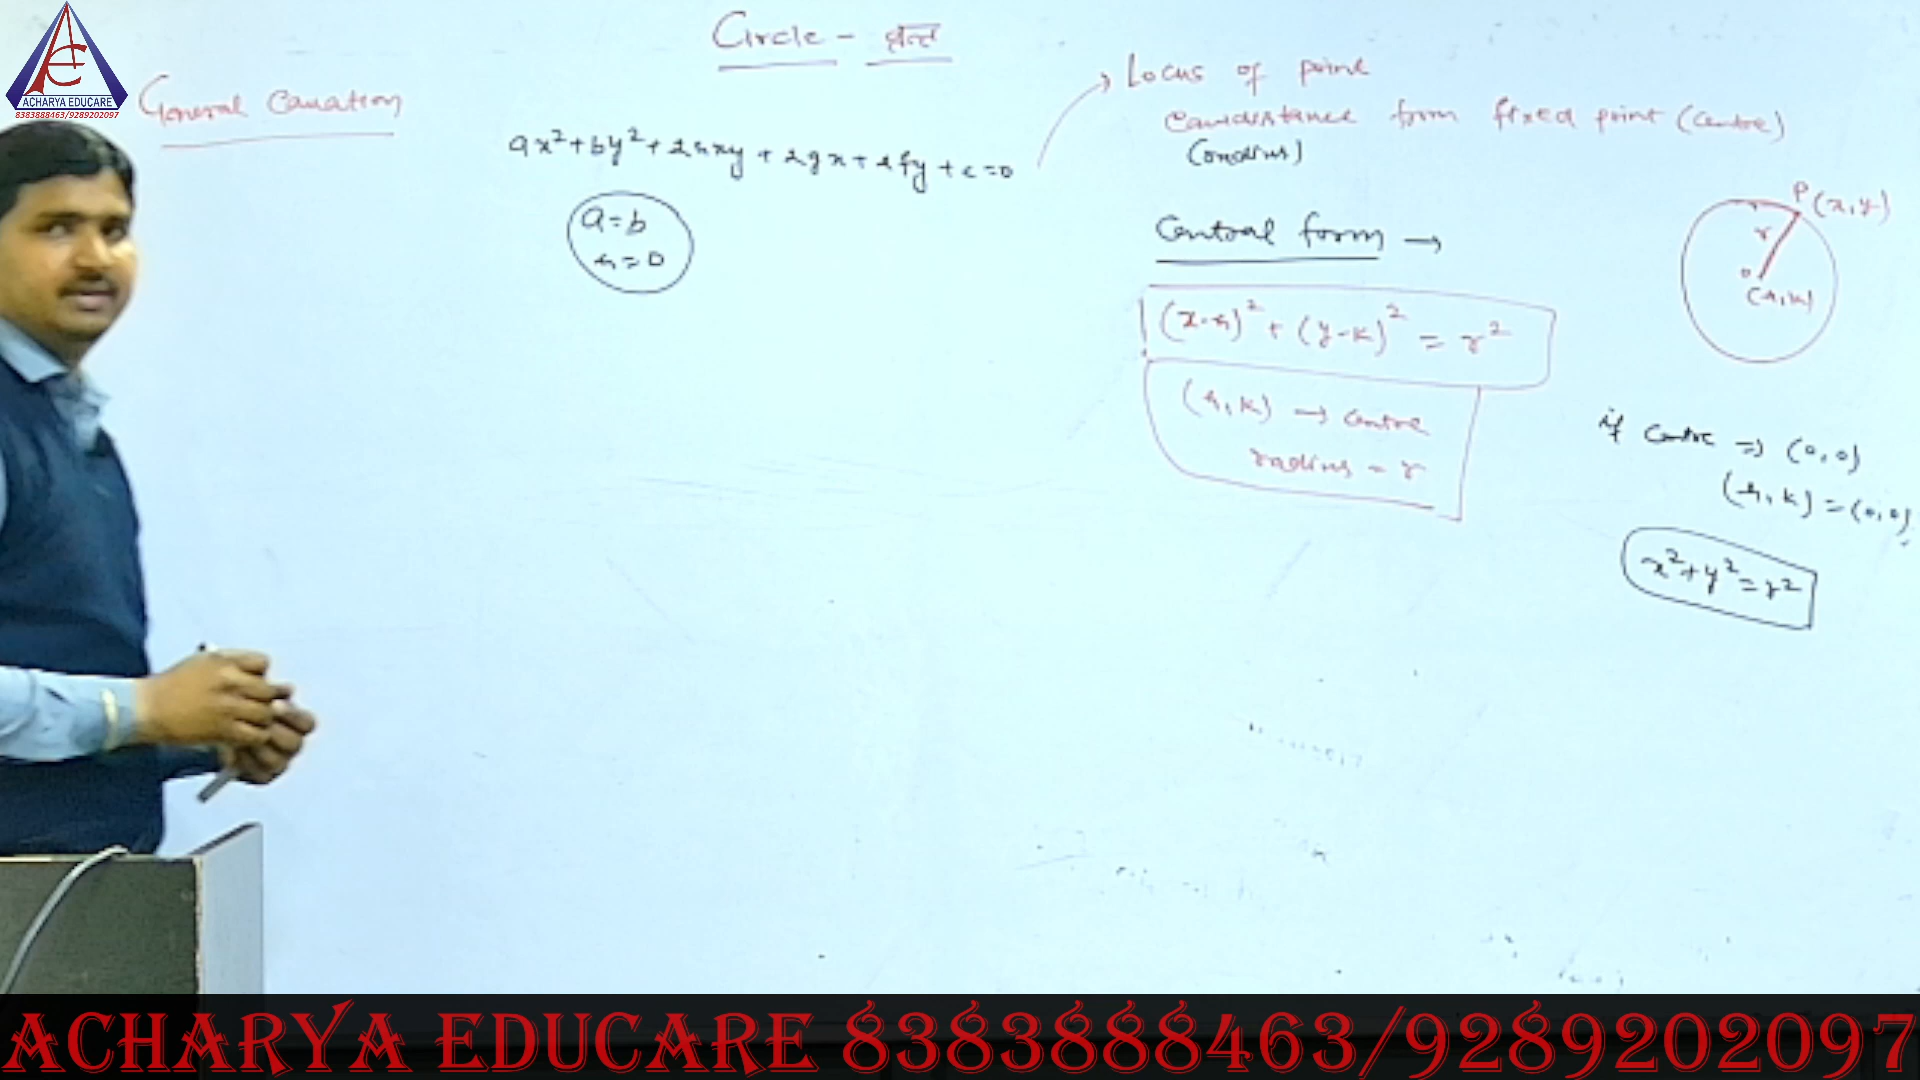 ACHARYA EDUCARE
8383888463/9289202097
Circle - वृत्त
General Equation
ax²+by²+2hxy+2gx+2fy+c=0
a=b
h=0
Locus of point
equidistance from fixed point (centre)
(radius)
Central form →
(x-h)²+(y-k)²=r²
(h,k) → centre
radius = r
P(x,y)
r
O
(h,k)
if centre ⇒ (0,0)
(h,k)=(0,0)
x²+y²=r²
ACHARYA EDUCARE 8383888463/9289202097